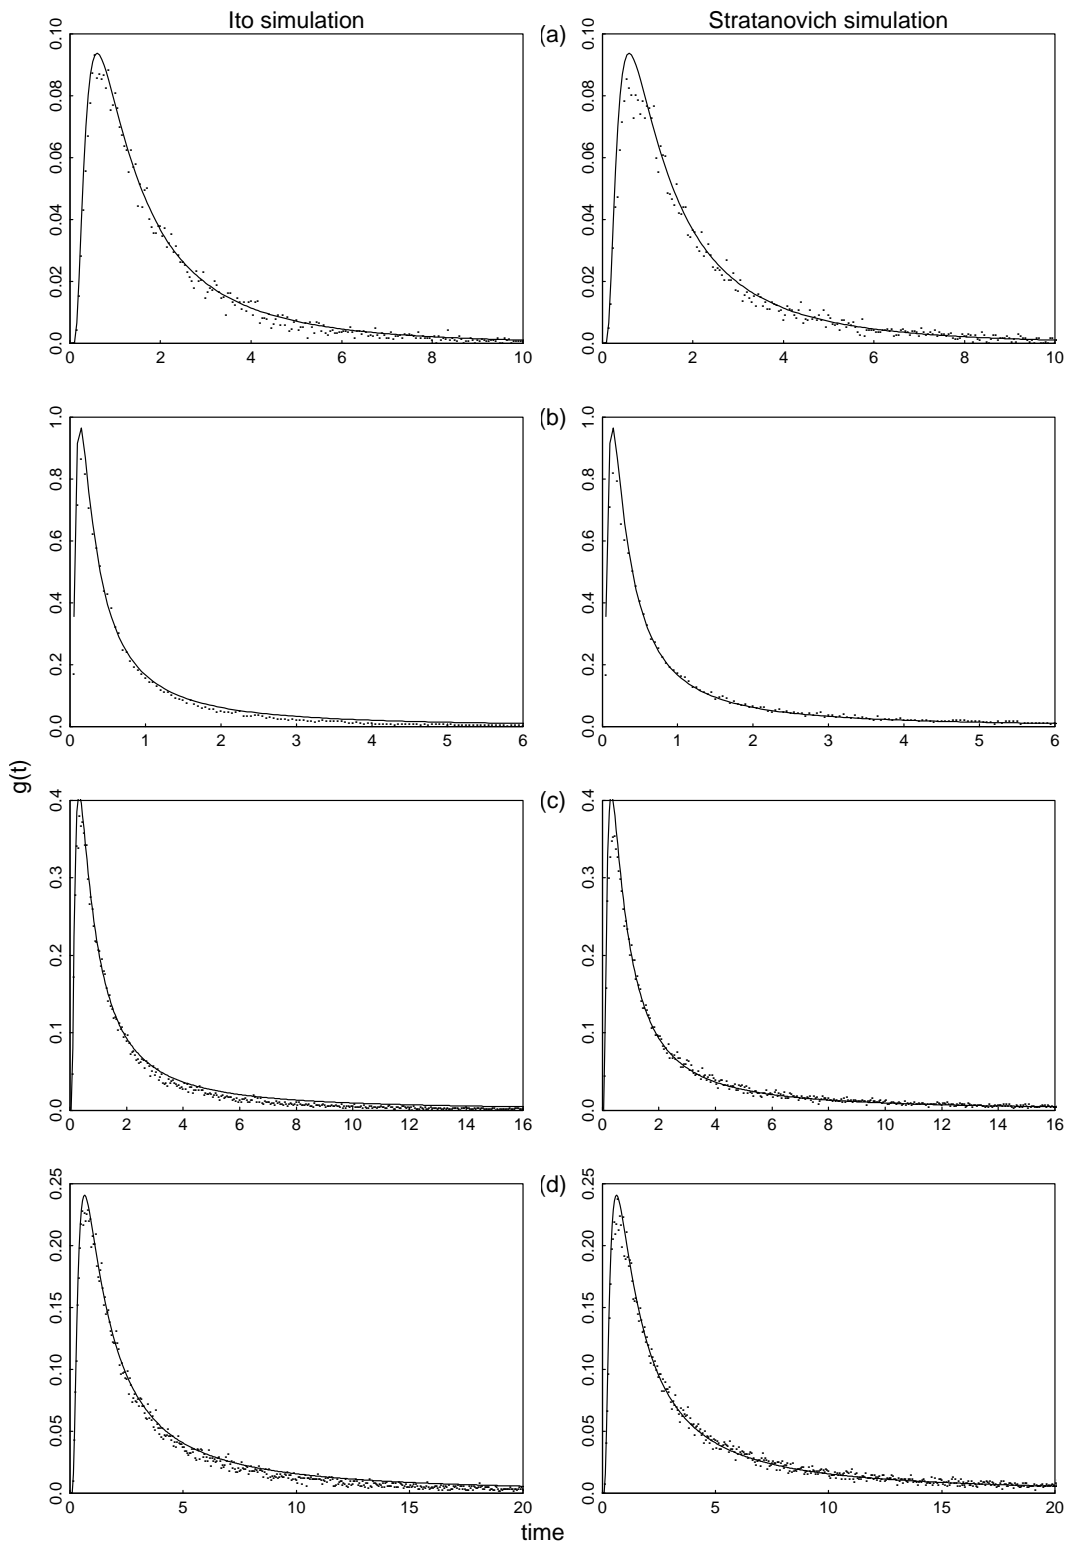 Ito simulation
Stratanovich simulation
(a)
0.0 0.02 0.04 0.06 0.08 0.10
0 2 4 6 8 10
0.0 0.02 0.04 0.06 0.08 0.10
0 2 4 6 8 10
(b)
0.0 0.2 0.4 0.6 0.8 1.0
0 1 2 3 4 5 6
0.0 0.2 0.4 0.6 0.8 1.0
0 1 2 3 4 5 6
g(t)
(c)
0.0 0.1 0.2 0.3 0.4
0 2 4 6 8 10 12 14 16
0.0 0.1 0.2 0.3 0.4
0 2 4 6 8 10 12 14 16
(d)
0.0 0.05 0.10 0.15 0.20 0.25
0 5 10 15 20
0.0 0.05 0.10 0.15 0.20 0.25
0 5 10 15 20
time